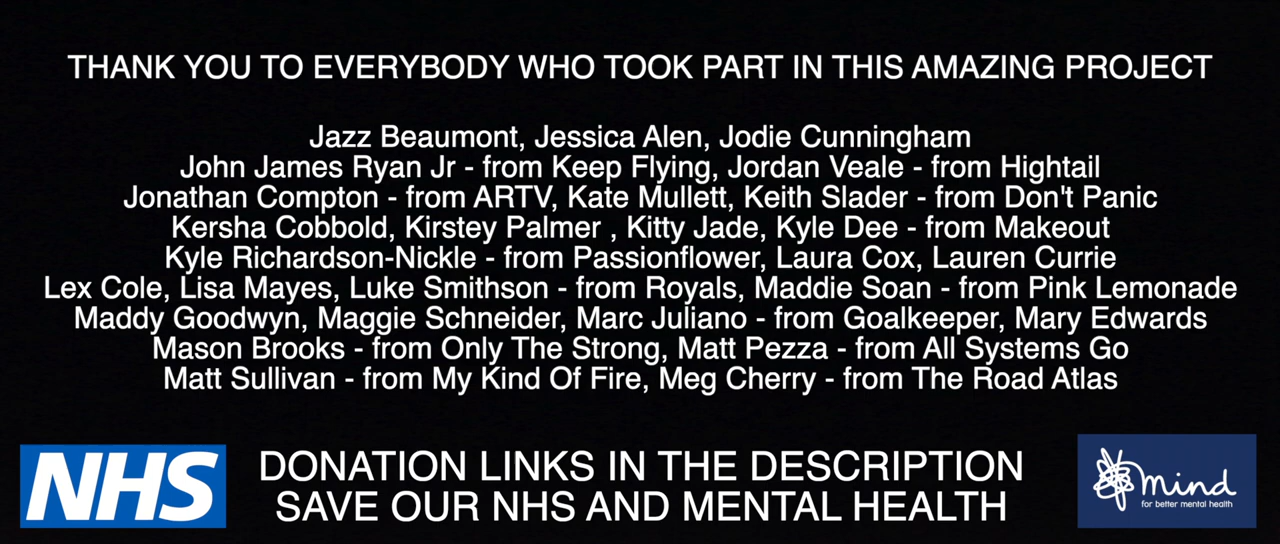 THANK YOU TO EVERYBODY WHO TOOK PART IN THIS AMAZING PROJECT
Jazz Beaumont, Jessica Alen, Jodie Cunningham
John James Ryan Jr - from Keep Flying, Jordan Veale - from Hightail
Jonathan Compton - from ARTV, Kate Mullett, Keith Slader - from Don't Panic
Kersha Cobbold, Kirstey Palmer , Kitty Jade, Kyle Dee - from Makeout
Kyle Richardson-Nickle - from Passionflower, Laura Cox, Lauren Currie
Lex Cole, Lisa Mayes, Luke Smithson - from Royals, Maddie Soan - from Pink Lemonade
Maddy Goodwyn, Maggie Schneider, Marc Juliano - from Goalkeeper, Mary Edwards
Mason Brooks - from Only The Strong, Matt Pezza - from All Systems Go
Matt Sullivan - from My Kind Of Fire, Meg Cherry - from The Road Atlas
NHS
DONATION LINKS IN THE DESCRIPTION
SAVE OUR NHS AND MENTAL HEALTH
mind
for better mental health